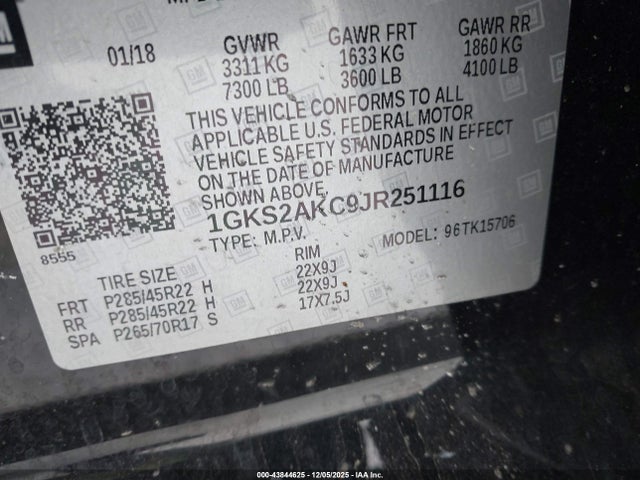 01/18 GVWR GAWR FRT GAWR RR
3311 KG 1633 KG 1860 KG
7300 LB 3600 LB 4100 LB
THIS VEHICLE CONFORMS TO ALL
APPLICABLE U.S. FEDERAL MOTOR
VEHICLE SAFETY STANDARDS IN EFFECT
ON THE DATE OF MANUFACTURE
SHOWN ABOVE.
1GKS2AKC9JR251116
8555 TYPE: M.P.V. MODEL: 96TK15706
TIRE SIZE RIM
FRT P285/45R22 H 22X9J
RR P285/45R22 H 22X9J
SPA P265/70R17 S 17X7.5J
000-43844625 - 12/05/2025 - IAAI.com